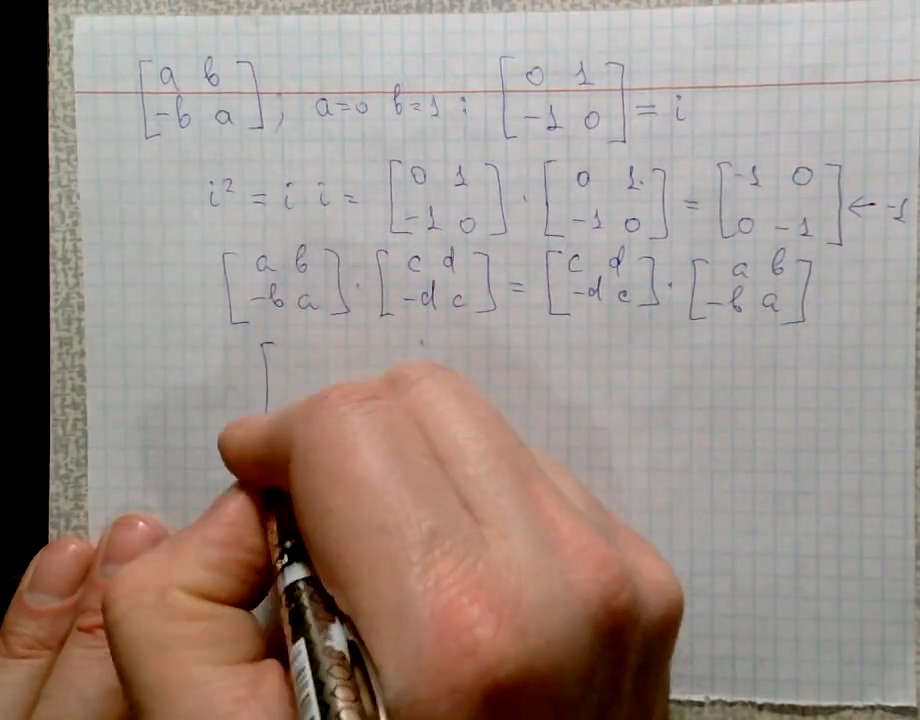 [a в; -в a]; a=0 в=1 : [0 1; -1 0] = i
i² = i i = [0 1; -1 0] · [0 1; -1 0] = [-1 0; 0 -1] ← -1
[a в; -в a] · [c d; -d c] = [c d; -d c] · [a в; -в a]
[